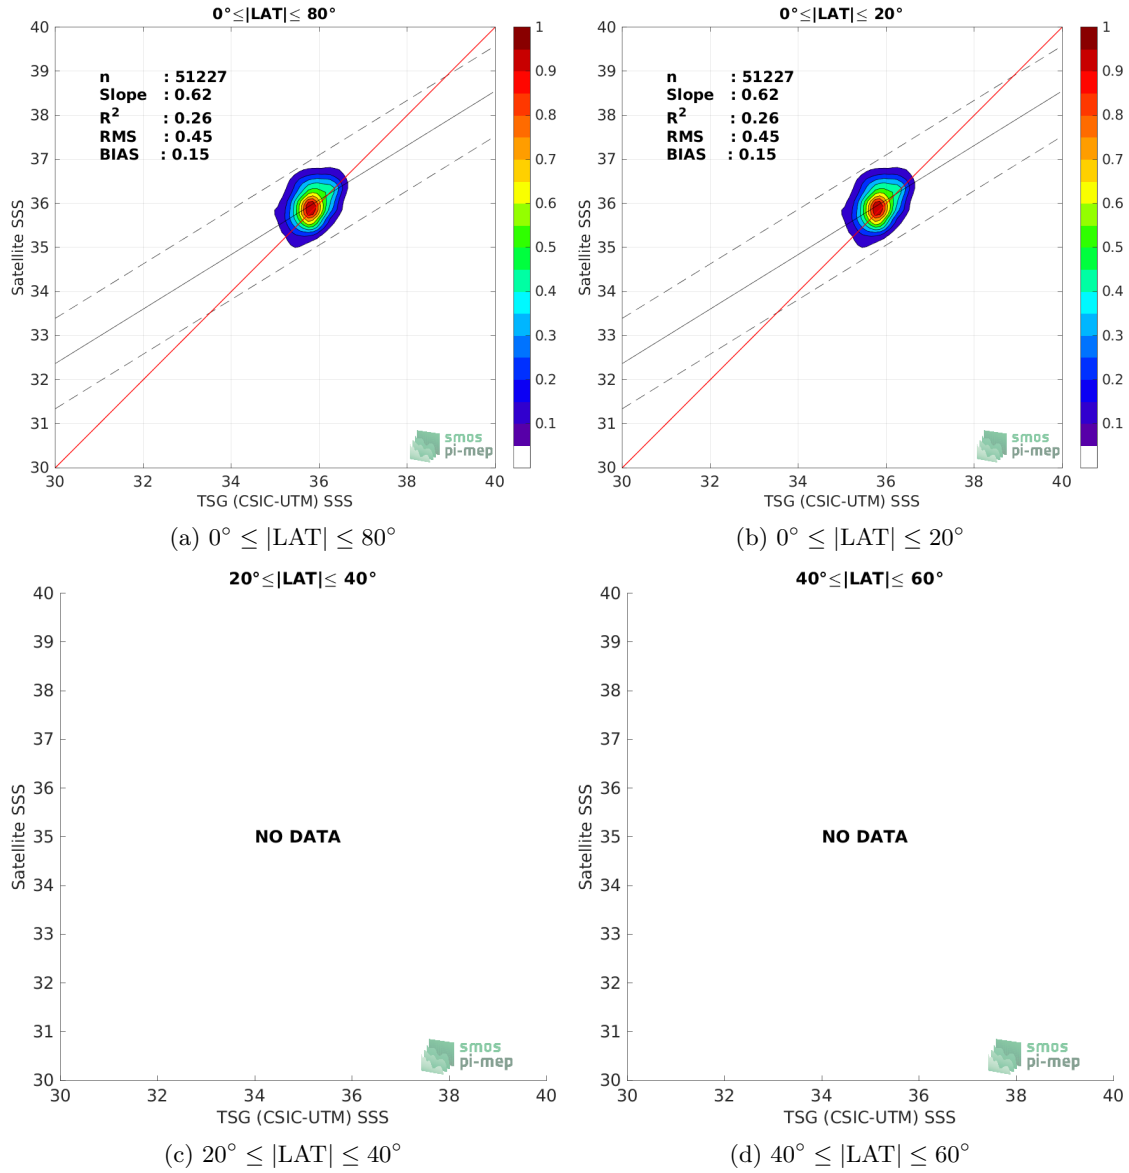 0°≤|LAT|≤ 80°
40
39
38
37
36
35
34
33
32
31
30
Satellite SSS
n : 51227
Slope : 0.62
R² : 0.26
RMS : 0.45
BIAS : 0.15
smos
pi-mep
30 32 34 36 38 40
TSG (CSIC-UTM) SSS
1
0.9
0.8
0.7
0.6
0.5
0.4
0.3
0.2
0.1
(a) 0° ≤ |LAT| ≤ 80°
0°≤|LAT|≤ 20°
40
39
38
37
36
35
34
33
32
31
30
Satellite SSS
n : 51227
Slope : 0.62
R² : 0.26
RMS : 0.45
BIAS : 0.15
smos
pi-mep
30 32 34 36 38 40
TSG (CSIC-UTM) SSS
1
0.9
0.8
0.7
0.6
0.5
0.4
0.3
0.2
0.1
(b) 0° ≤ |LAT| ≤ 20°
20°≤|LAT|≤ 40°
40
39
38
37
36
35
34
33
32
31
30
Satellite SSS
NO DATA
smos
pi-mep
30 32 34 36 38 40
TSG (CSIC-UTM) SSS
(c) 20° ≤ |LAT| ≤ 40°
40°≤|LAT|≤ 60°
40
39
38
37
36
35
34
33
32
31
30
Satellite SSS
NO DATA
smos
pi-mep
30 32 34 36 38 40
TSG (CSIC-UTM) SSS
(d) 40° ≤ |LAT| ≤ 60°